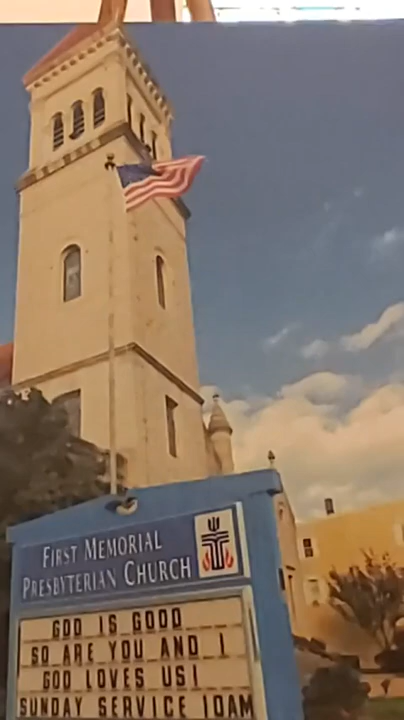 FIRST MEMORIAL
PRESBYTERIAN CHURCH
GOD IS GOOD
SO ARE YOU AND I
GOD LOVES US!
SUNDAY SERVICE 10AM